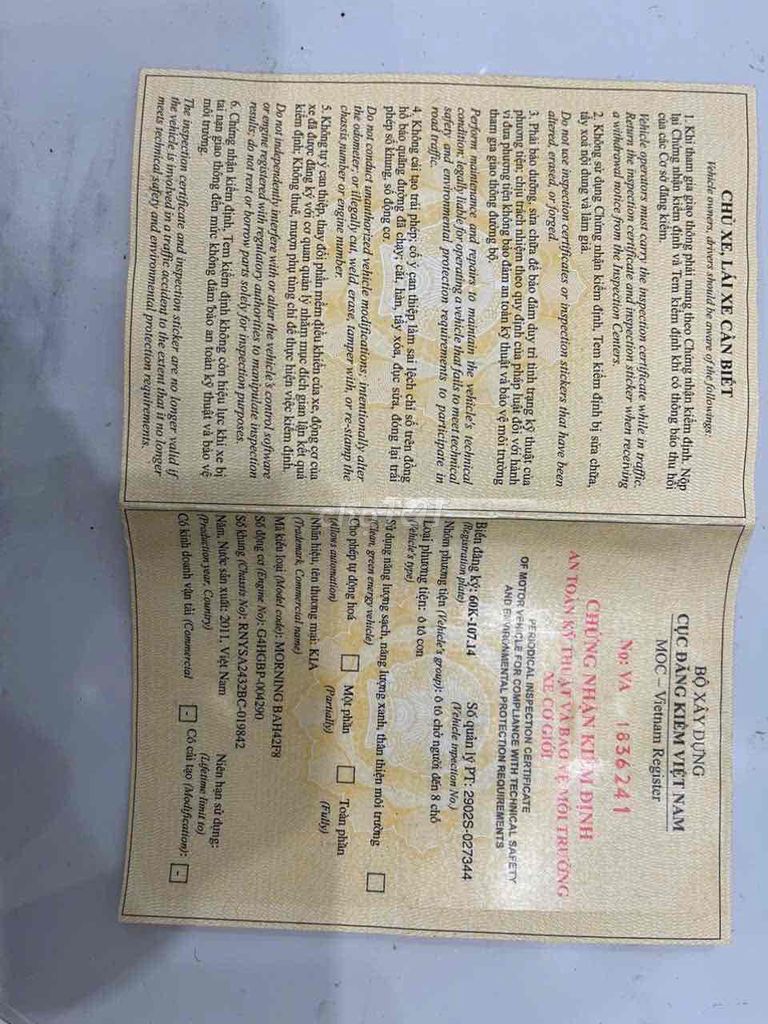 CHỦ XE, LÁI XE CẦN BIẾT
Vehicle owners, drivers should be aware of the followings:
1. Khi tham gia giao thông phải mang theo Chứng nhận kiểm định. Nộp
lại Chứng nhận kiểm định và Tem kiểm định khi có thông báo thu hồi
của các Cơ sở đăng kiểm.
Vehicle operators must carry the inspection certificate while in traffic.
Return the inspection certificate and inspection sticker when receiving
a withdrawal notice from the Inspection Centers.
2. Không sử dụng Chứng nhận kiểm định, Tem kiểm định bị sửa chữa,
tẩy xoá nội dung và làm giả.
Do not use inspection certificates or inspection stickers that have been
altered, erased, or forged.
3. Phải bảo dưỡng, sửa chữa để bảo đảm duy trì tình trạng kỹ thuật của
phương tiện; chịu trách nhiệm theo quy định của pháp luật đối với hành
vi đưa phương tiện không bảo đảm an toàn kỹ thuật và bảo vệ môi trường
tham gia giao thông đường bộ.
Perform maintenance and repairs to maintain the vehicle's technical
condition; legally liable for operating a vehicle that fails to meet technical
safety and environmental protection requirements to participate in
road traffic.
4. Không cải tạo trái phép; cố ý can thiệp làm sai lệch chỉ số trên đồng
hồ báo quãng đường đã chạy; cắt, hàn, tẩy xóa, đục sửa, đóng lại trái
phép số khung, số động cơ.
Do not conduct unauthorized vehicle modifications; intentionally alter
the odometer, or illegally cut, weld, erase, tamper with, or re-stamp the
chassis number or engine number.
5. Không tự ý can thiệp, thay đổi phần mềm điều khiển của xe, động cơ của
xe đã được đăng ký với cơ quan quản lý nhằm mục đích gian lận kết quả
kiểm định; Không thuê, mượn phụ tùng chỉ để thực hiện việc kiểm định.
Do not independently interfere with or alter the vehicle's control software
or engine registered with regulatory authorities to manipulate inspection
results; do not rent or borrow parts solely for inspection purposes.
6. Chứng nhận kiểm định, Tem kiểm định không còn hiệu lực khi xe bị
tai nạn giao thông đến mức không đảm bảo an toàn kỹ thuật và bảo vệ
môi trường.
The inspection certificate and inspection sticker are no longer valid if
the vehicle is involved in a traffic accident to the extent that it no longer
meets technical safety and environmental protection requirements.
BỘ XÂY DỰNG
CỤC ĐĂNG KIỂM VIỆT NAM
MOC – Vietnam Register
No: VA 1836241
CHỨNG NHẬN KIỂM ĐỊNH
AN TOÀN KỸ THUẬT VÀ BẢO VỆ MÔI TRƯỜNG
XE CƠ GIỚI
PERIODICAL INSPECTION CERTIFICATE
OF MOTOR VEHICLE FOR COMPLIANCE WITH TECHNICAL SAFETY
AND ENVIRONMENTAL PROTECTION REQUIREMENTS
Biển đăng ký: 60K-107.14 Số quản lý PT: 2902S-027344
(Registration plate) (Vehicle inpection No.)
Nhóm phương tiện (Vehicle's group): ô tô chở người đến 8 chỗ
Loại phương tiện: ô tô con
(Vehicle's type)
Sử dụng năng lượng sạch, năng lượng xanh, thân thiện môi trường
(Clean, green energy vehicle)
Cho phép tự động hoá Một phần Toàn phần
(Allows automation) (Partially) (Fully)
Nhãn hiệu, tên thương mại: KIA
(Trademark, Commercial name)
Mã kiểu loại (Model code): MORNING BAH42F8
Số động cơ (Engine No): G4HGBP-004290
Số khung (Chassis No): RNYSA2432BC-019842
Năm, Nước sản xuất: 2011, Việt Nam Niên hạn sử dụng:
(Production year, Country) (Lifetime limit to)
Có kinh doanh vận tải (Commercial - Có cải tạo (Modification): -